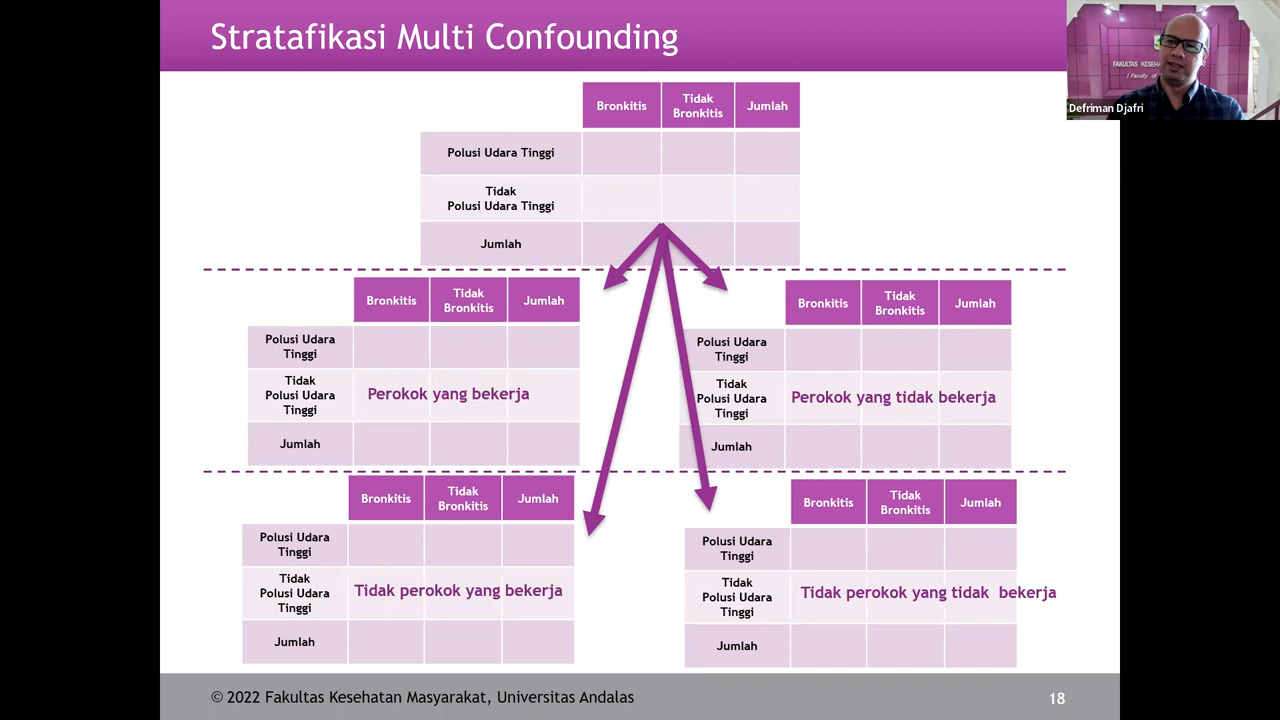 Stratafikasi Multi Confounding
FAKULTAS KESEHA
(Faculty of
Defriman Djafri
Bronkitis
Tidak
Bronkitis
Jumlah
Polusi Udara Tinggi
Tidak
Polusi Udara Tinggi
Jumlah
Bronkitis
Tidak
Bronkitis
Jumlah
Polusi Udara
Tinggi
Tidak
Polusi Udara
Tinggi
Perokok yang bekerja
Jumlah
Bronkitis
Tidak
Bronkitis
Jumlah
Polusi Udara
Tinggi
Tidak
Polusi Udara
Tinggi
Perokok yang tidak bekerja
Jumlah
Bronkitis
Tidak
Bronkitis
Jumlah
Polusi Udara
Tinggi
Tidak
Polusi Udara
Tinggi
Tidak perokok yang bekerja
Jumlah
Bronkitis
Tidak
Bronkitis
Jumlah
Polusi Udara
Tinggi
Tidak
Polusi Udara
Tinggi
Tidak perokok yang tidak bekerja
Jumlah
© 2022 Fakultas Kesehatan Masyarakat, Universitas Andalas
18